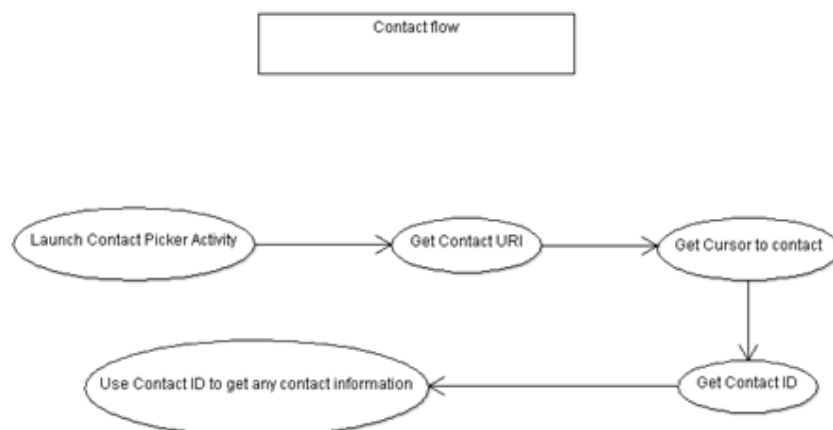 Contact flow
Launch Contact Picker Activity
Get Contact URI
Get Cursor to contact
Get Contact ID
Use Contact ID to get any contact information